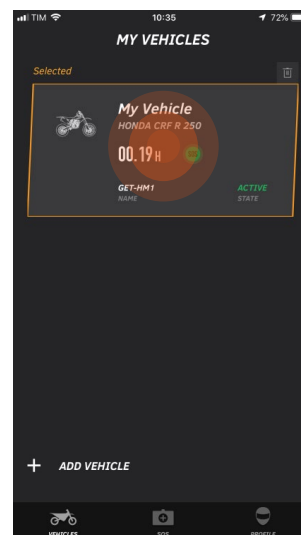 TIM 10:35 72%
MY VEHICLES
Selected
My Vehicle
HONDA CRF R 250
00.19 H
GET-HM1 ACTIVE
NAME STATE
+ ADD VEHICLE
VEHICLES SOS PROFILE